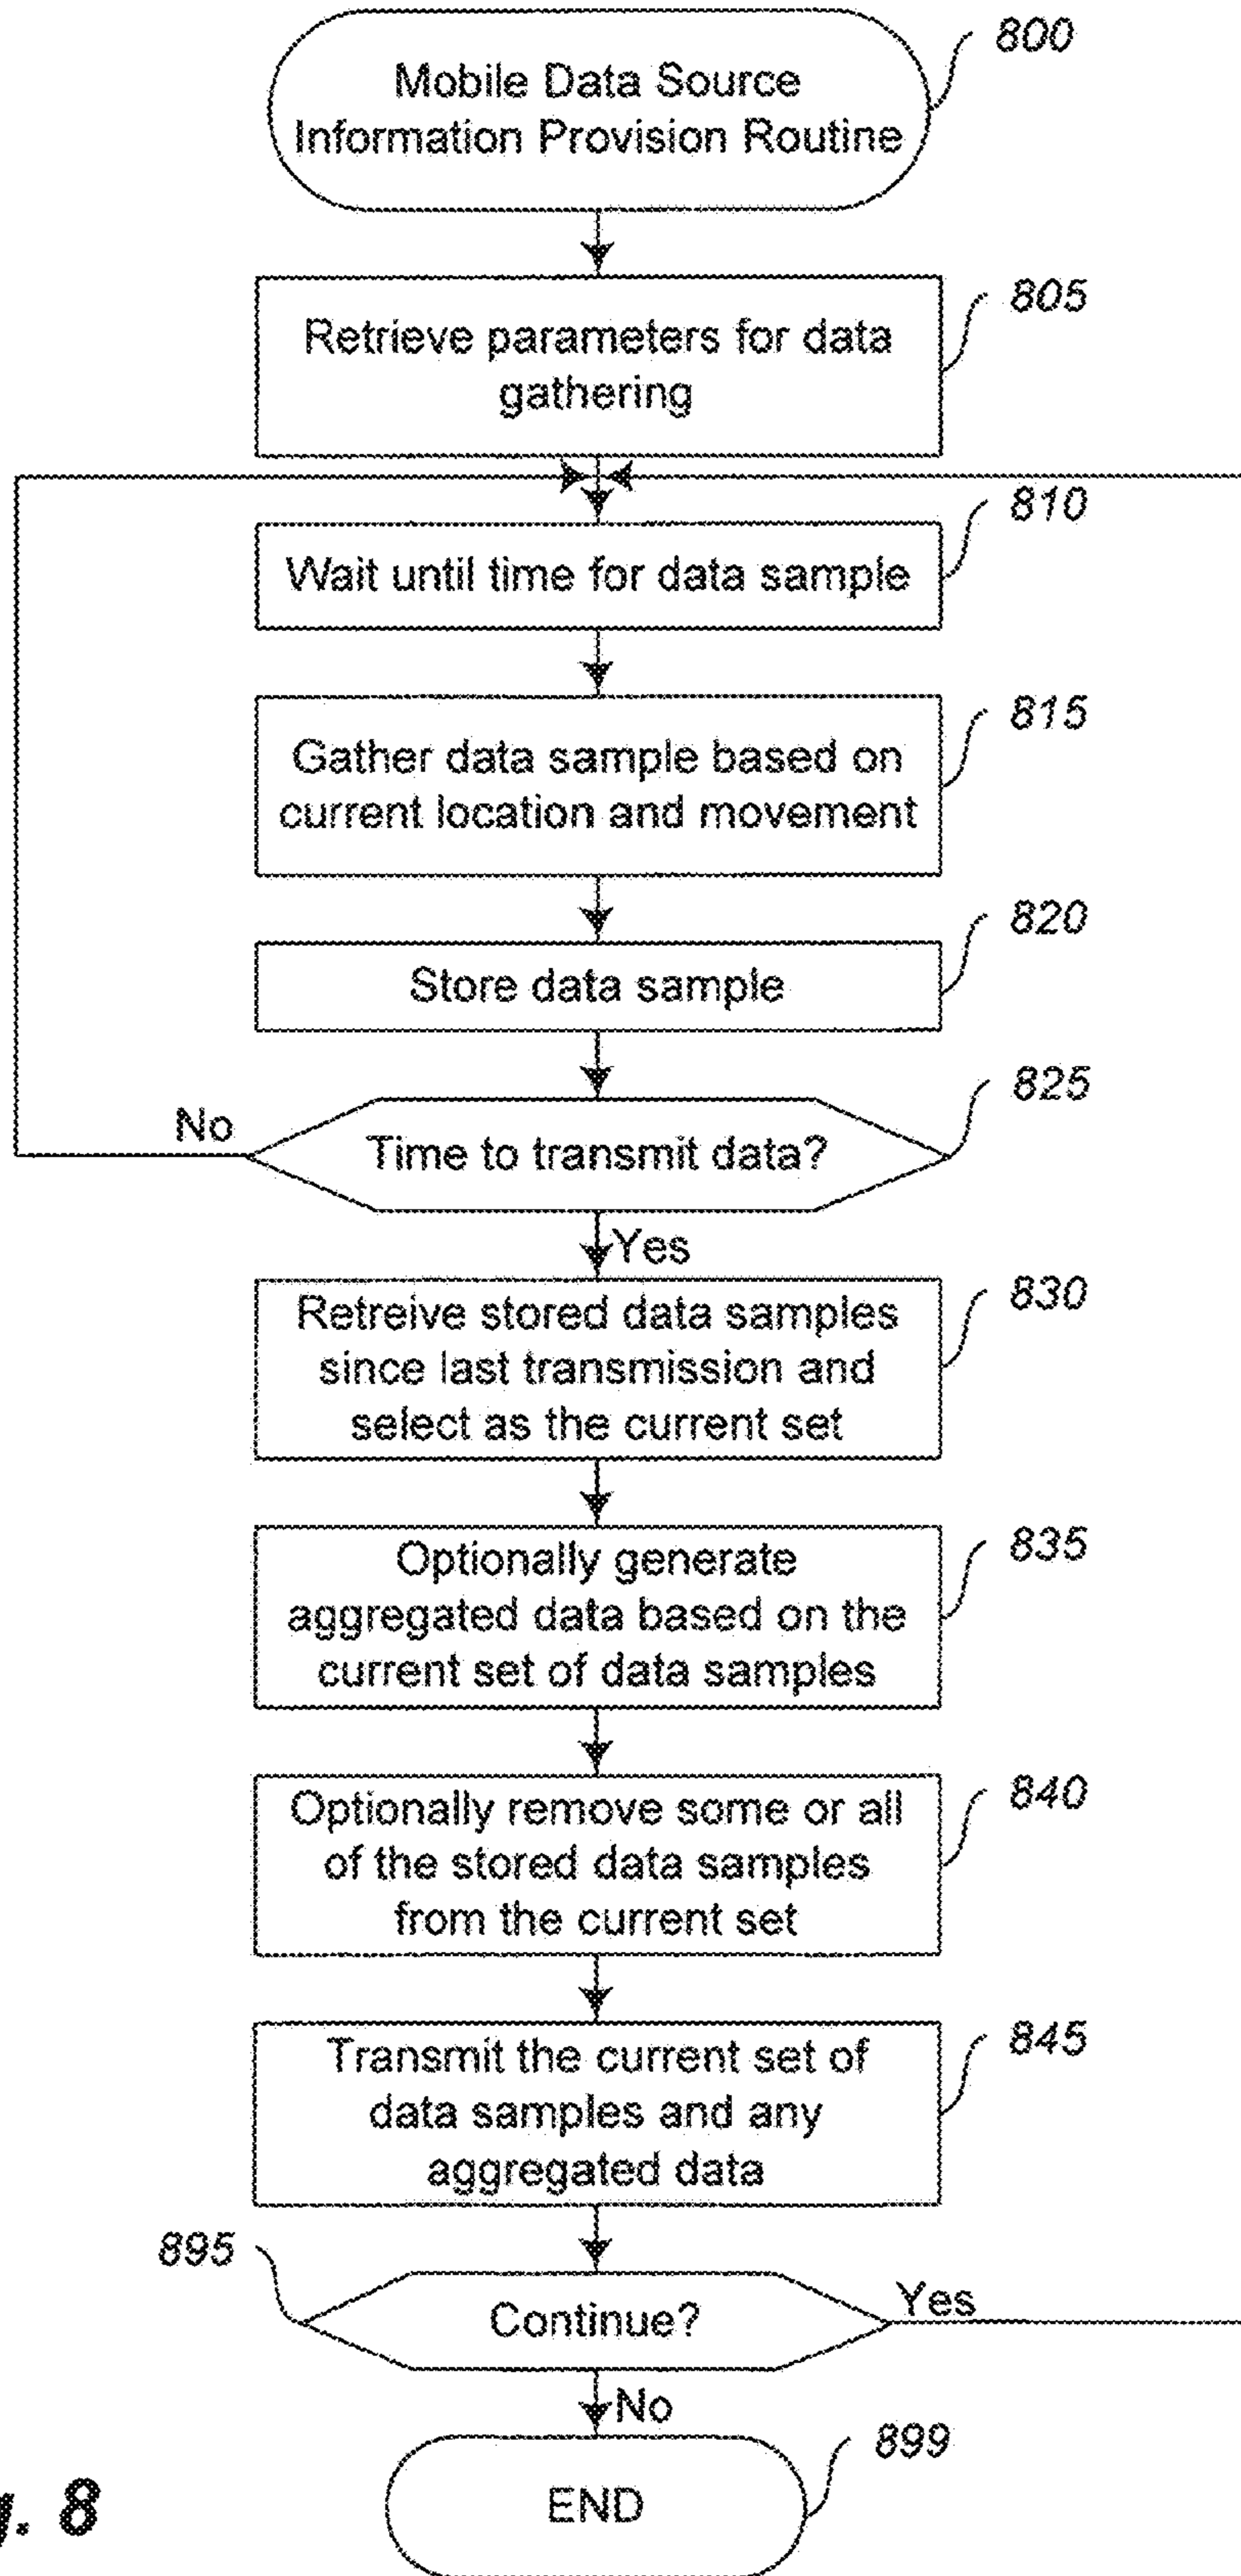 800
Mobile Data Source
Information Provision Routine
805
Retrieve parameters for data
gathering
810
Wait until time for data sample
815
Gather data sample based on
current location and movement
820
Store data sample
825
No
Time to transmit data?
Yes
830
Retreive stored data samples
since last transmission and
select as the current set
835
Optionally generate
aggregated data based on the
current set of data samples
840
Optionally remove some or all
of the stored data samples
from the current set
845
Transmit the current set of
data samples and any
aggregated data
895
Continue?
Yes
No
899
END
g. 8